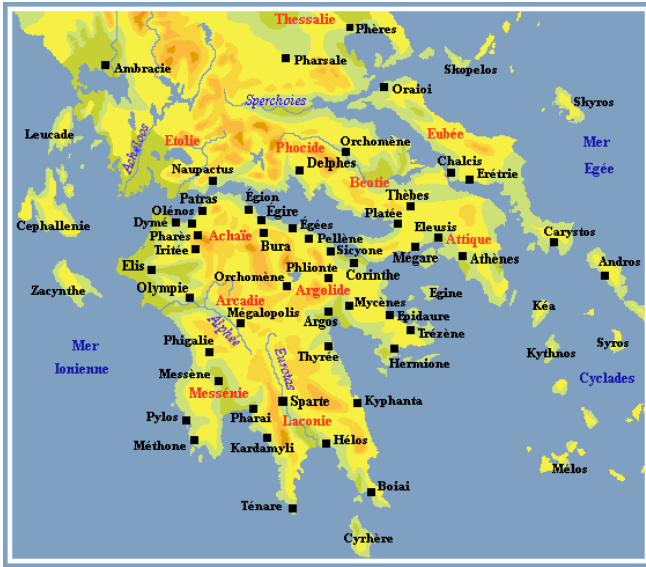 Thessalie
Phères
Pharsale
Ambracie
Skopelos
Oraioi
Skyros
Sperchoies
Leucade
Acheloos
Etolie
Phocide
Orchomène
Eubée
Mer
Egée
Delphes
Chalcis
Erétrie
Naupactus
Béotie
Thèbes
Patras
Égion
Olénos
Égire
Égées
Platée
Eleusis
Dymé
Cephallenie
Pharès
Achaïe
Bura
Pellène
Attique
Carystos
Tritée
Sicyone
Mégare
Athènes
Elis
Phlionte
Corinthe
Andros
Orchomène
Zacynthe
Olympie
Arcadie
Argolide
Mycènes
Egine
Kéa
Mégalopolis
Argos
Epidaure
Alphée
Trézène
Syros
Mer
Ionienne
Phigalie
Eurotas
Thyrée
Hermione
Kythnos
Messène
Cyclades
Messénie
Sparte
Kyphanta
Pylos
Pharai
Laconie
Méthone
Kardamyli
Hélos
Mélos
Boiai
Ténare
Cyrhère